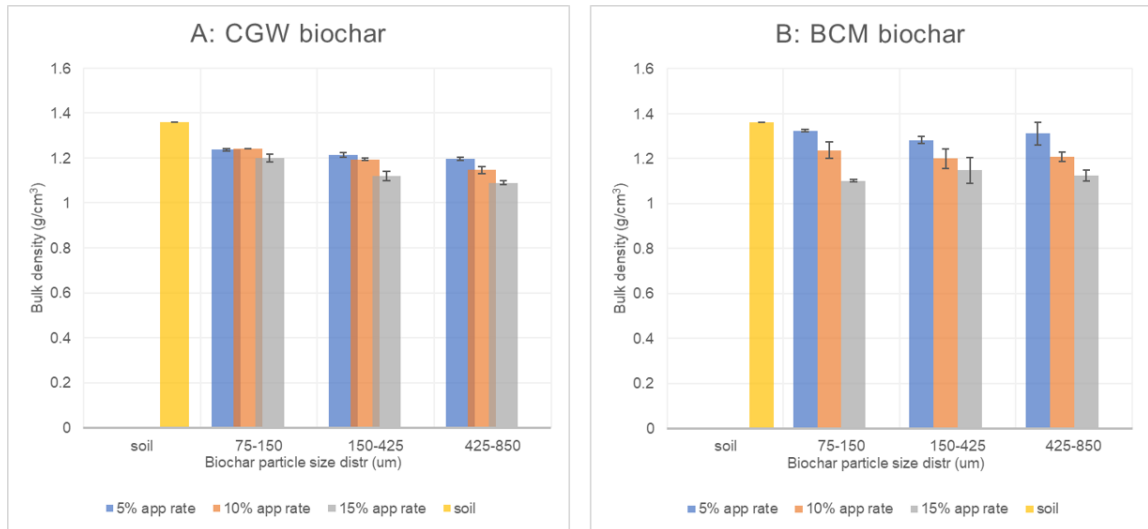 A: CGW biochar
1.6
1.4
1.2
1
0.8
0.6
0.4
0.2
0
Bulk density (g/cm³)
soil 75-150 150-425 425-850
Biochar particle size distr (um)
5% app rate 10% app rate 15% app rate soil
B: BCM biochar
1.6
1.4
1.2
1
0.8
0.6
0.4
0.2
0
Bulk density (g/cm³)
soil 75-150 150-425 425-850
Biochar particle size distr (um)
5% app rate 10% app rate 15% app rate soil